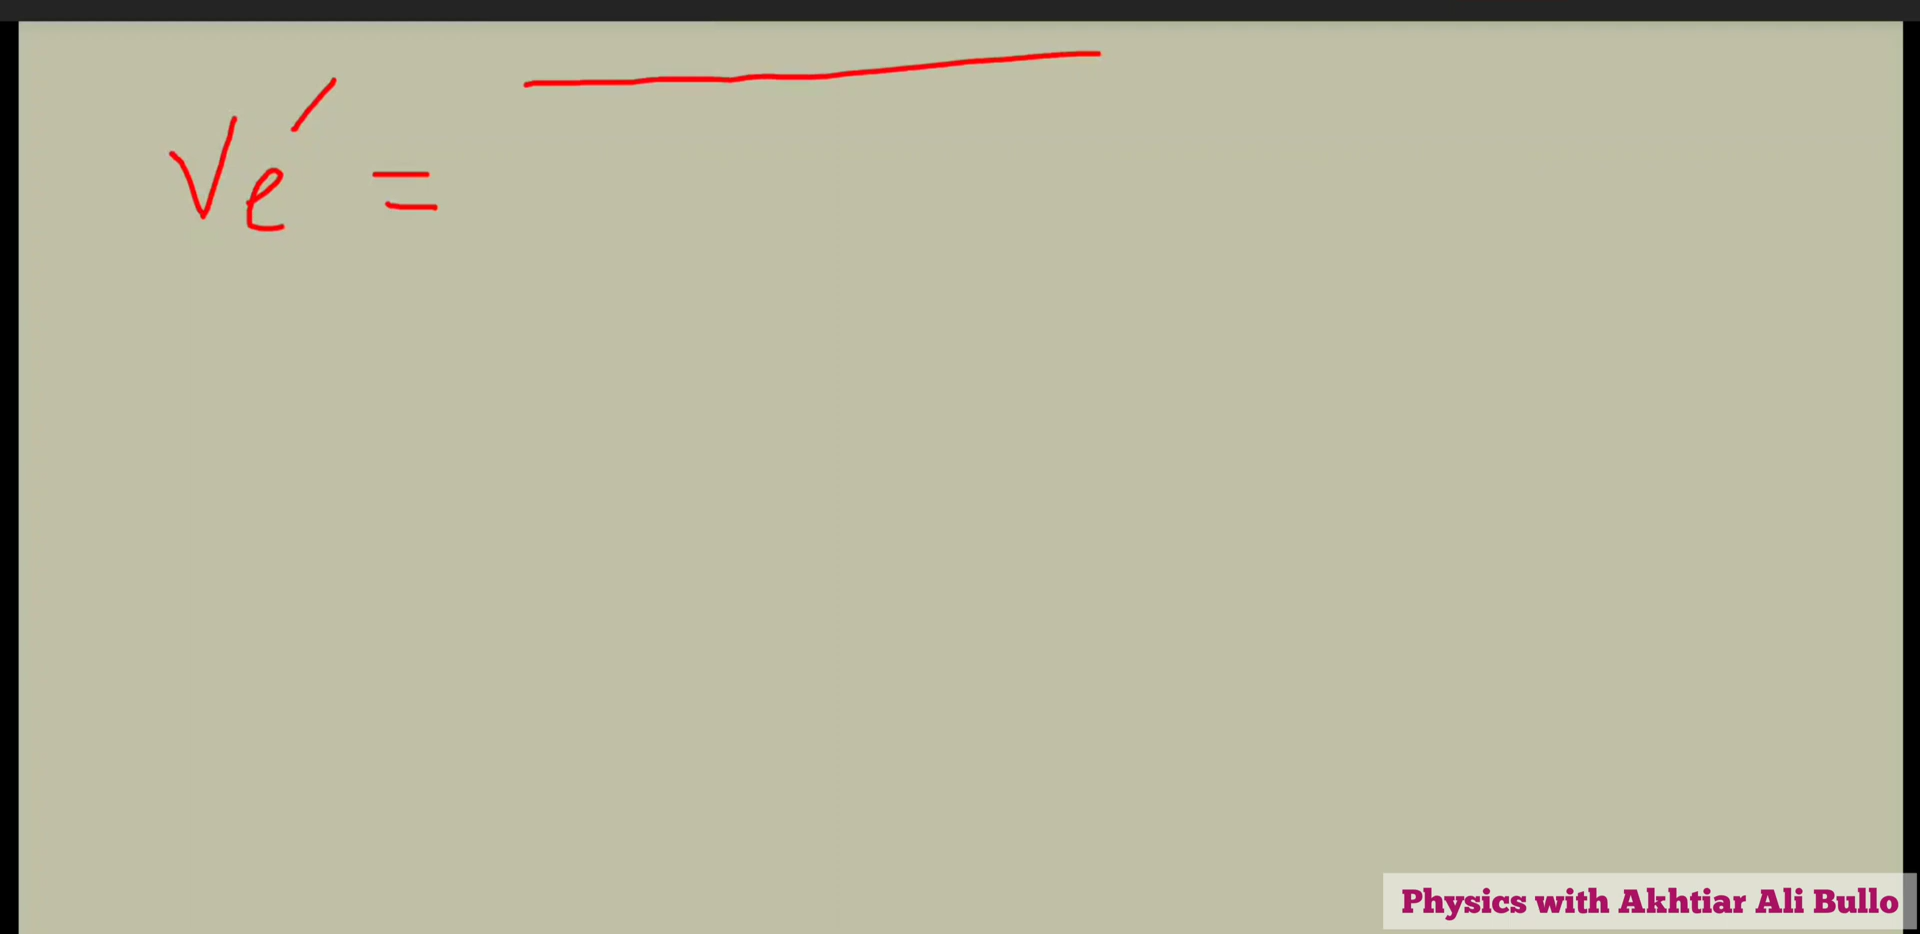 Ve′ =
Physics with Akhtiar Ali Bullo